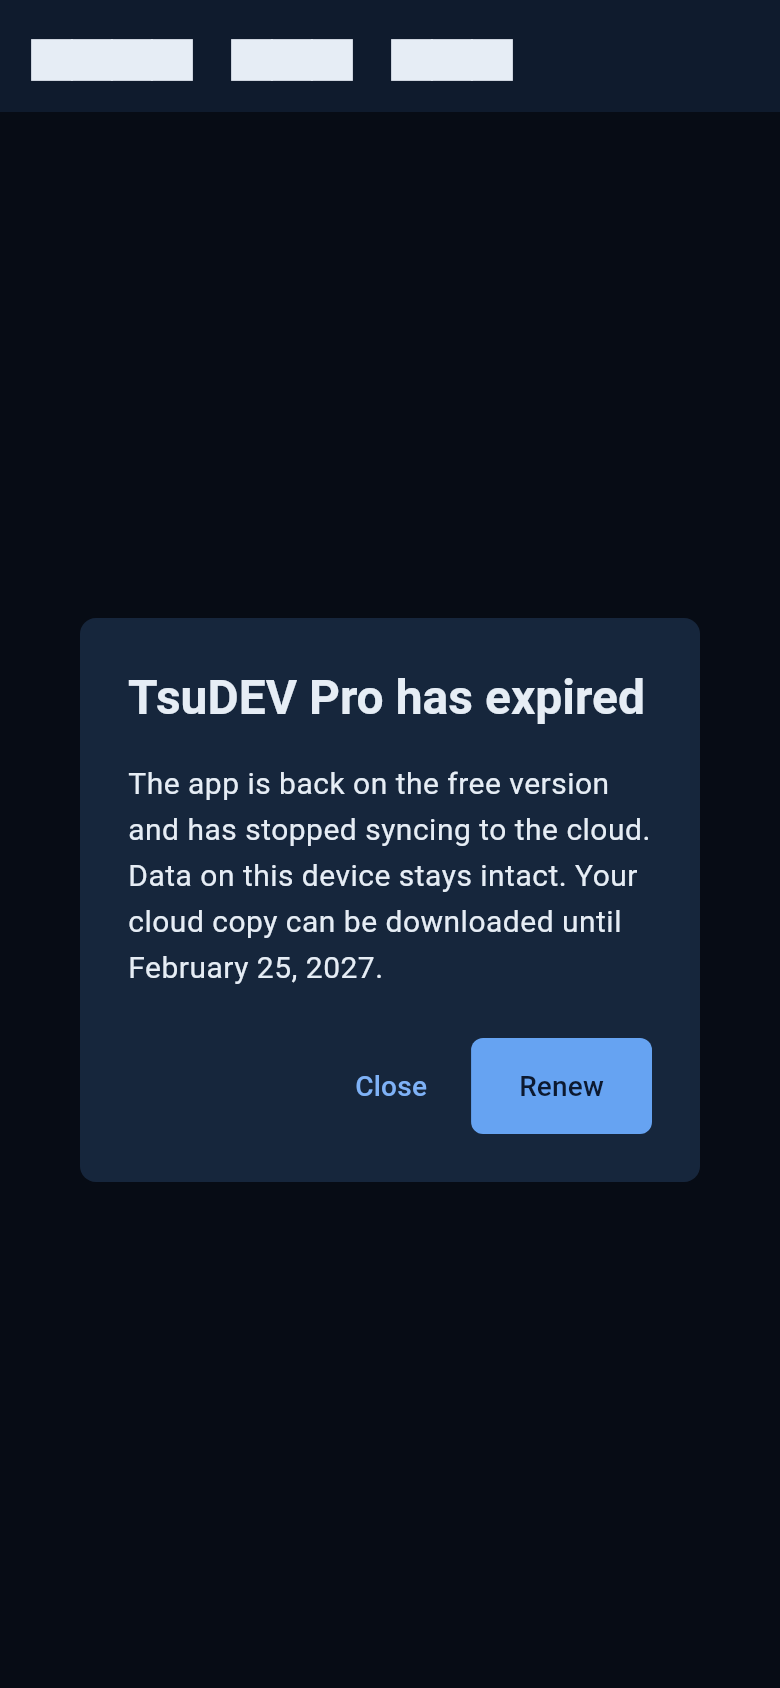 TsuDEV Pro has expired
The app is back on the free version
and has stopped syncing to the cloud.
Data on this device stays intact. Your
cloud copy can be downloaded until
February 25, 2027.
Close
Renew